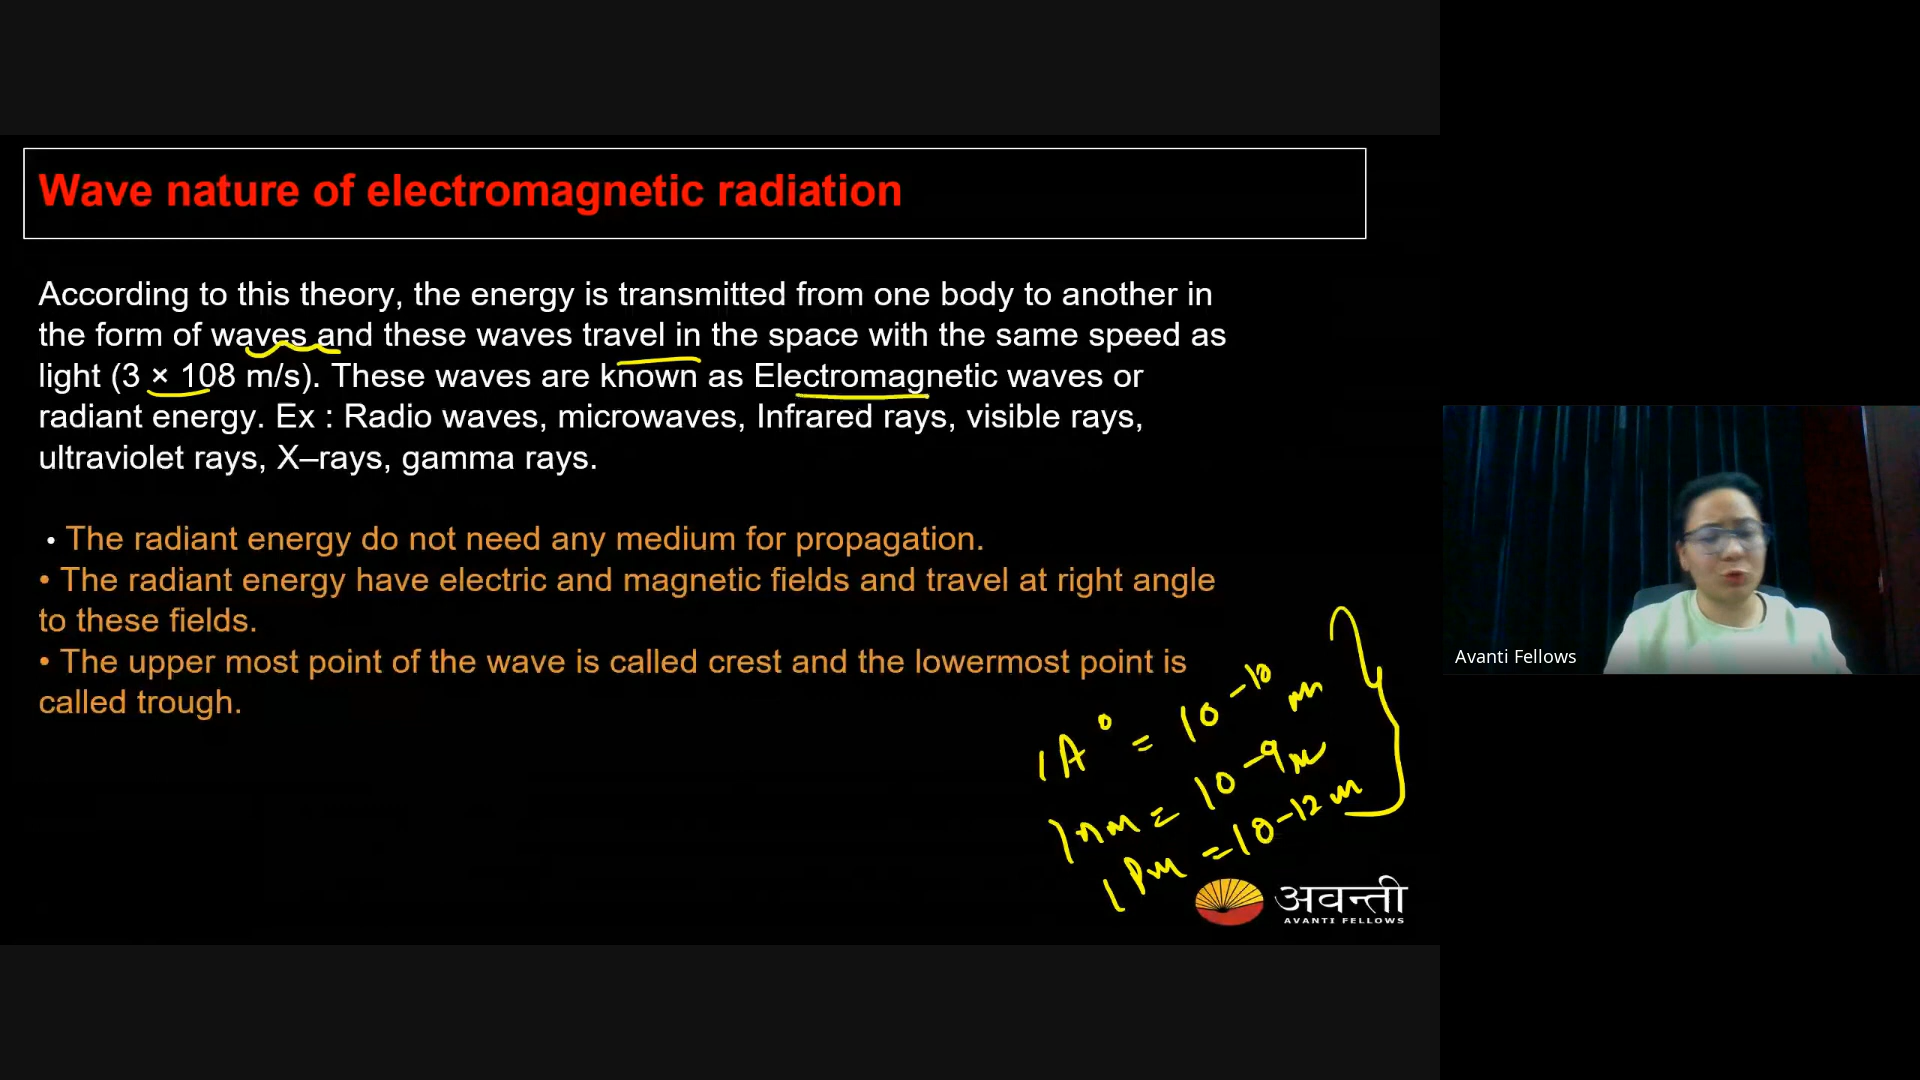 Wave nature of electromagnetic radiation
According to this theory, the energy is transmitted from one body to another in
the form of waves and these waves travel in the space with the same speed as
light (3 × 108 m/s). These waves are known as Electromagnetic waves or
radiant energy. Ex : Radio waves, microwaves, Infrared rays, visible rays,
ultraviolet rays, X–rays, gamma rays.
• The radiant energy do not need any medium for propagation.
• The radiant energy have electric and magnetic fields and travel at right angle
to these fields.
• The upper most point of the wave is called crest and the lowermost point is
called trough.
1A° = 10⁻¹⁰ m
1nm = 10⁻⁹ m
1Pm = 10⁻¹² m
अवन्ती
AVANTI FELLOWS
Avanti Fellows